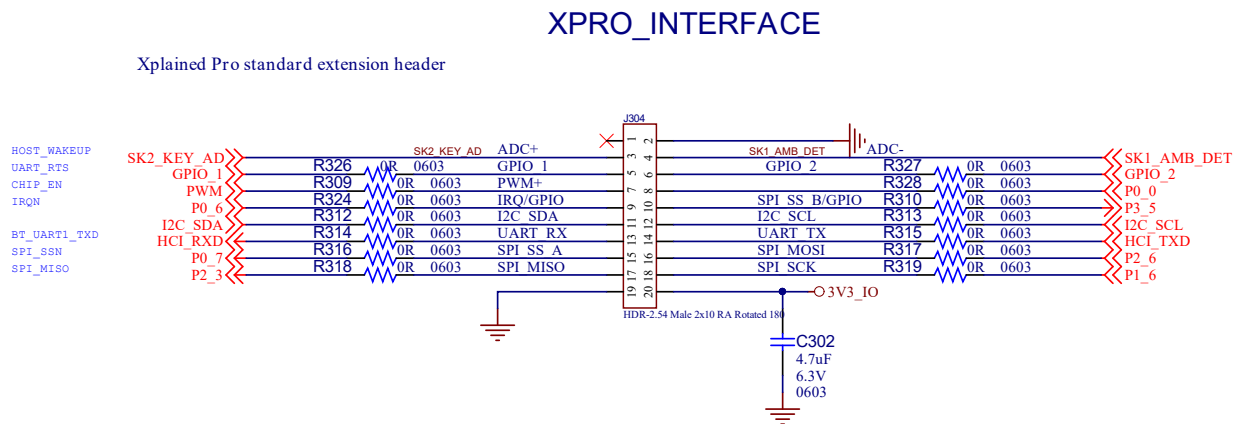 XPRO_INTERFACE
Xplained Pro standard extension header
J304
1 2
HOST_WAKEUP SK2_KEY_AD SK2_KEY_AD ADC+ 3 4 SK1_AMB_DET ADC- SK1_AMB_DET
UART_RTS GPIO_1 R326 0R 0603 GPIO_1 5 6 GPIO_2 R327 0R 0603 GPIO_2
CHIP_EN PWM R309 0R 0603 PWM+ 7 8 R328 0R 0603 P0_0
IRQN P0_6 R324 0R 0603 IRQ/GPIO 9 10 SPI_SS_B/GPIO R310 0R 0603 P3_5
I2C_SDA R312 0R 0603 I2C_SDA 11 12 I2C_SCL R313 0R 0603 I2C_SCL
BT_UART1_TXD HCI_RXD R314 0R 0603 UART_RX 13 14 UART_TX R315 0R 0603 HCI_TXD
SPI_SSN P0_7 R316 0R 0603 SPI_SS_A 15 16 SPI_MOSI R317 0R 0603 P2_6
SPI_MISO P2_3 R318 0R 0603 SPI_MISO 17 18 SPI_SCK R319 0R 0603 P1_6
19 20 3V3_IO
HDR-2.54 Male 2x10 RA Rotated 180
C302
4.7uF
6.3V
0603